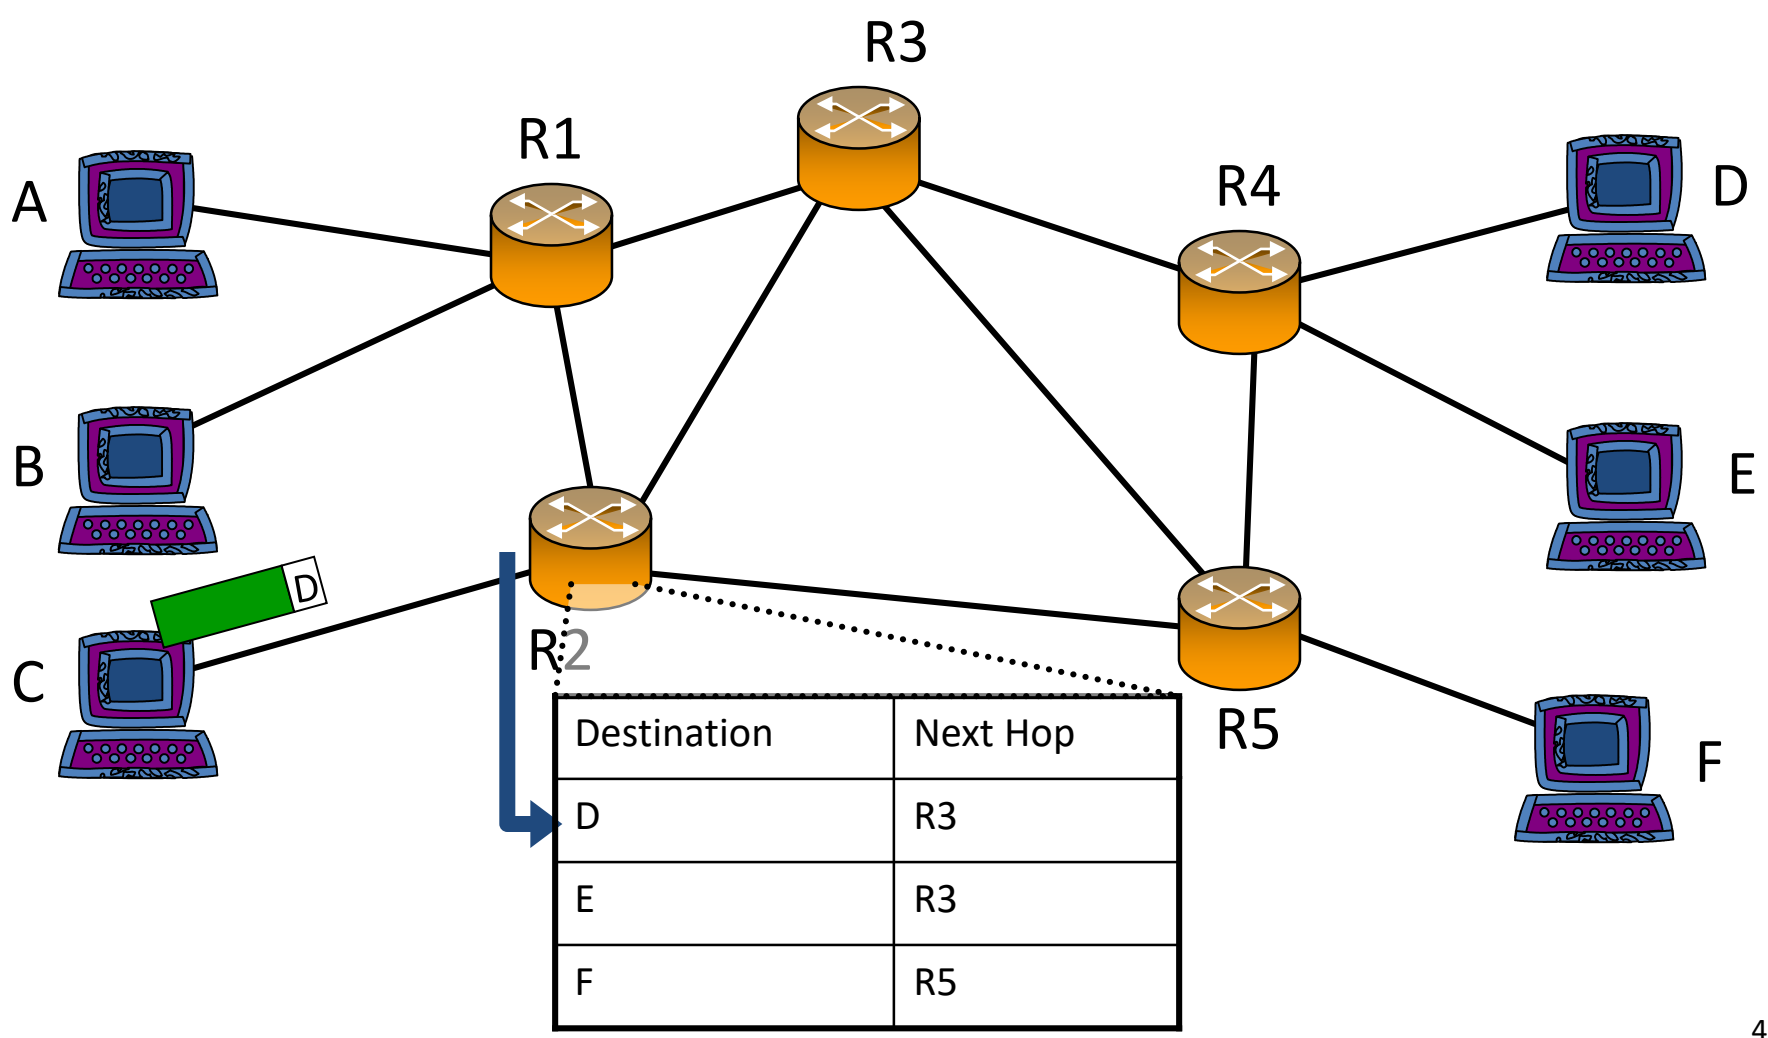 R3
R1
R4
A
D
B
E
D
C
R2
R5
F
Destination Next Hop
D R3
E R3
F R5
4